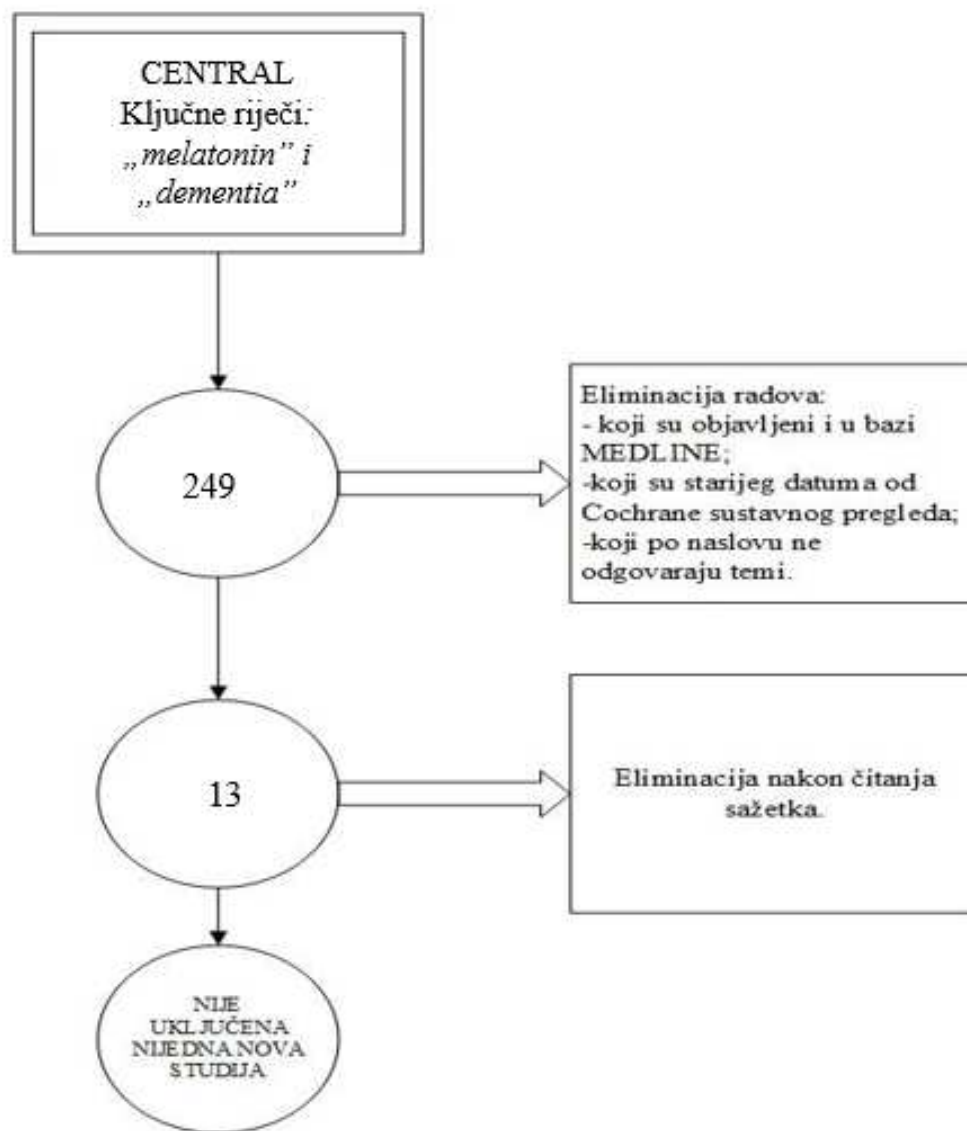 CENTRAL
Ključne riječi:
„melatonin” i
„dementia”
249
Eliminacija radova:
- koji su objavljeni i u bazi
MEDLINE;
-koji su starijeg datuma od
Cochrane sustavnog pregleda;
-koji po naslovu ne
odgovaraju temi.
13
Eliminacija nakon čitanja
sažetka.
NIJE
UKLJUČENA
NIJEDNA NOVA
STUDIJA